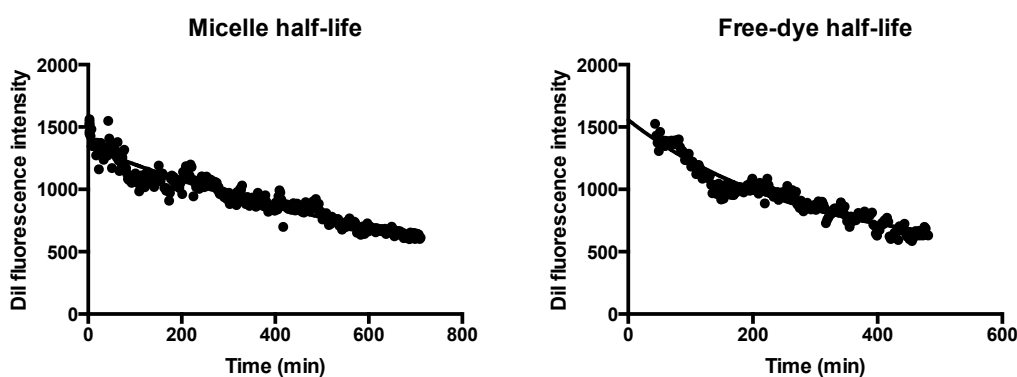 Micelle half-life
DiI fluorescence intensity
2000
1500
1000
500
0
0 200 400 600 800
Time (min)
Free-dye half-life
DiI fluorescence intensity
2000
1500
1000
500
0
0 200 400 600
Time (min)